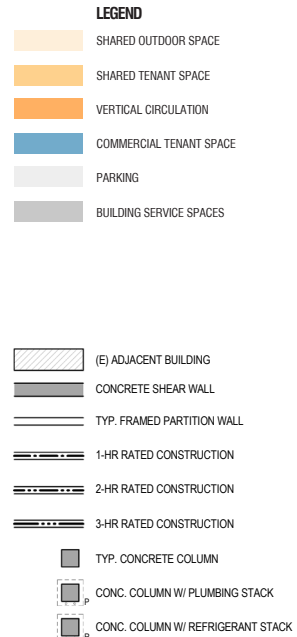 LEGEND
SHARED OUTDOOR SPACE
SHARED TENANT SPACE
VERTICAL CIRCULATION
COMMERCIAL TENANT SPACE
PARKING
BUILDING SERVICE SPACES
(E) ADJACENT BUILDING
CONCRETE SHEAR WALL
TYP. FRAMED PARTITION WALL
1-HR RATED CONSTRUCTION
2-HR RATED CONSTRUCTION
3-HR RATED CONSTRUCTION
TYP. CONCRETE COLUMN
P CONC. COLUMN W/ PLUMBING STACK
R CONC. COLUMN W/ REFRIGERANT STACK